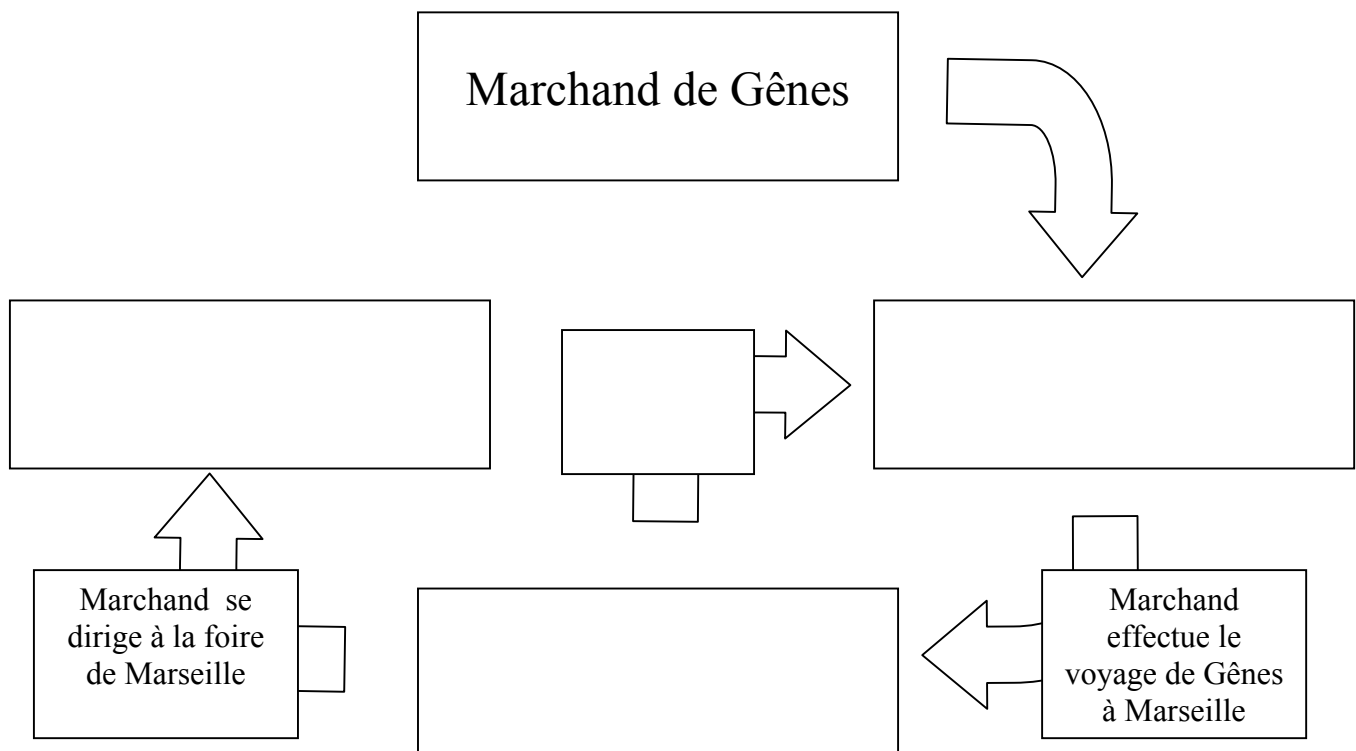 Marchand de Gênes
Marchand se
dirige à la foire
de Marseille
Marchand
effectue le
voyage de Gênes
à Marseille